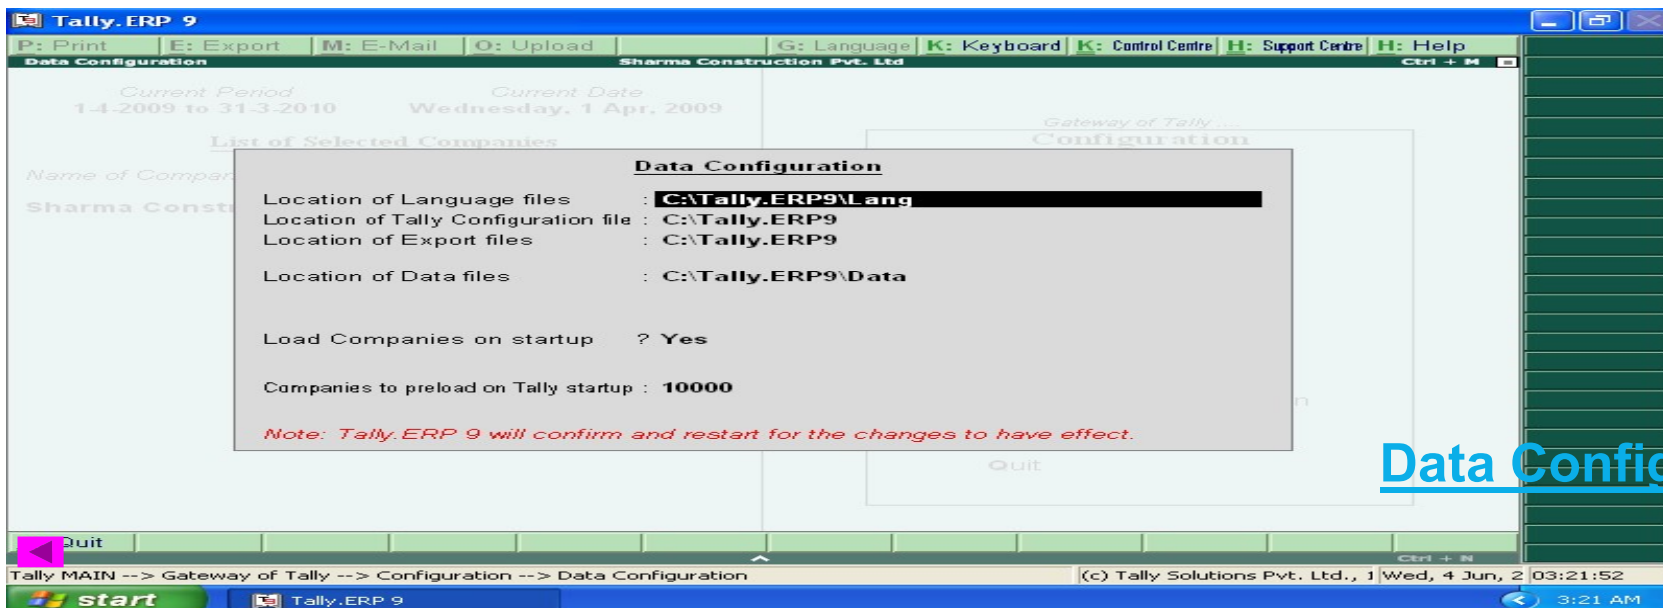 Tally.ERP 9
P: Print E: Export M: E-Mail O: Upload G: Language K: Keyboard K: Control Centre H: Support Centre H: Help
Data Configuration Sharma Construction Pvt. Ltd Ctrl + M
Current Period Current Date
1-4-2009 to 31-3-2010 Wednesday, 1 Apr, 2009
Gateway of Tally ...
List of Selected Companies Configuration
Data Configuration
Name of Compan
Sharma Constr
Location of Language files : C:\Tally.ERP9\Lang
Location of Tally Configuration file : C:\Tally.ERP9
Location of Export files : C:\Tally.ERP9
Location of Data files : C:\Tally.ERP9\Data
Load Companies on startup ? Yes
Companies to preload on Tally startup : 10000
n
Note: Tally.ERP 9 will confirm and restart for the changes to have effect.
Quit
Data Config
Quit
Ctrl + N
Tally MAIN --> Gateway of Tally --> Configuration --> Data Configuration (c) Tally Solutions Pvt. Ltd., 1 Wed, 4 Jun, 2 03:21:52
start Tally.ERP 9 3:21 AM